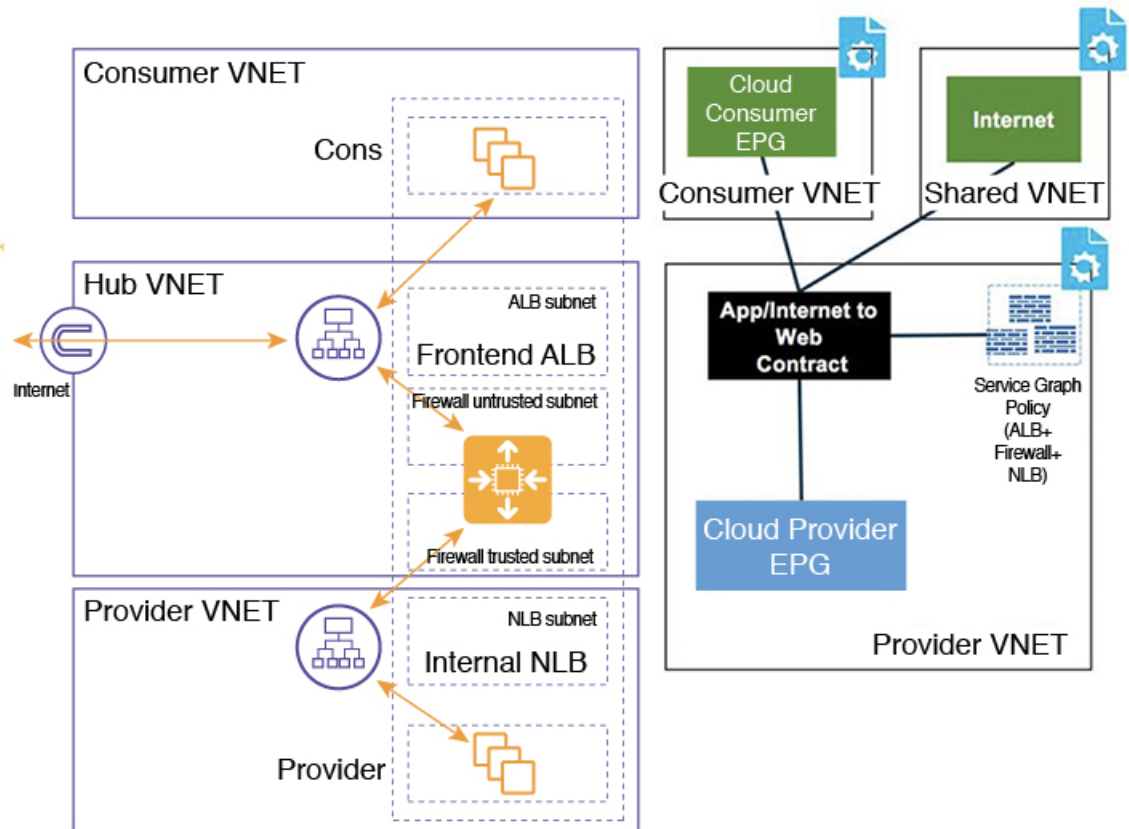 Consumer VNET
Cons
Hub VNET
ALB subnet
Frontend ALB
Internet
Firewall untrusted subnet
Firewall trusted subnet
Provider VNET
NLB subnet
Internal NLB
Provider
Cloud
Consumer
EPG
Consumer VNET
Internet
Shared VNET
App/Internet to
Web
Contract
Service Graph
Policy
(ALB+
Firewall+
NLB)
Cloud Provider
EPG
Provider VNET